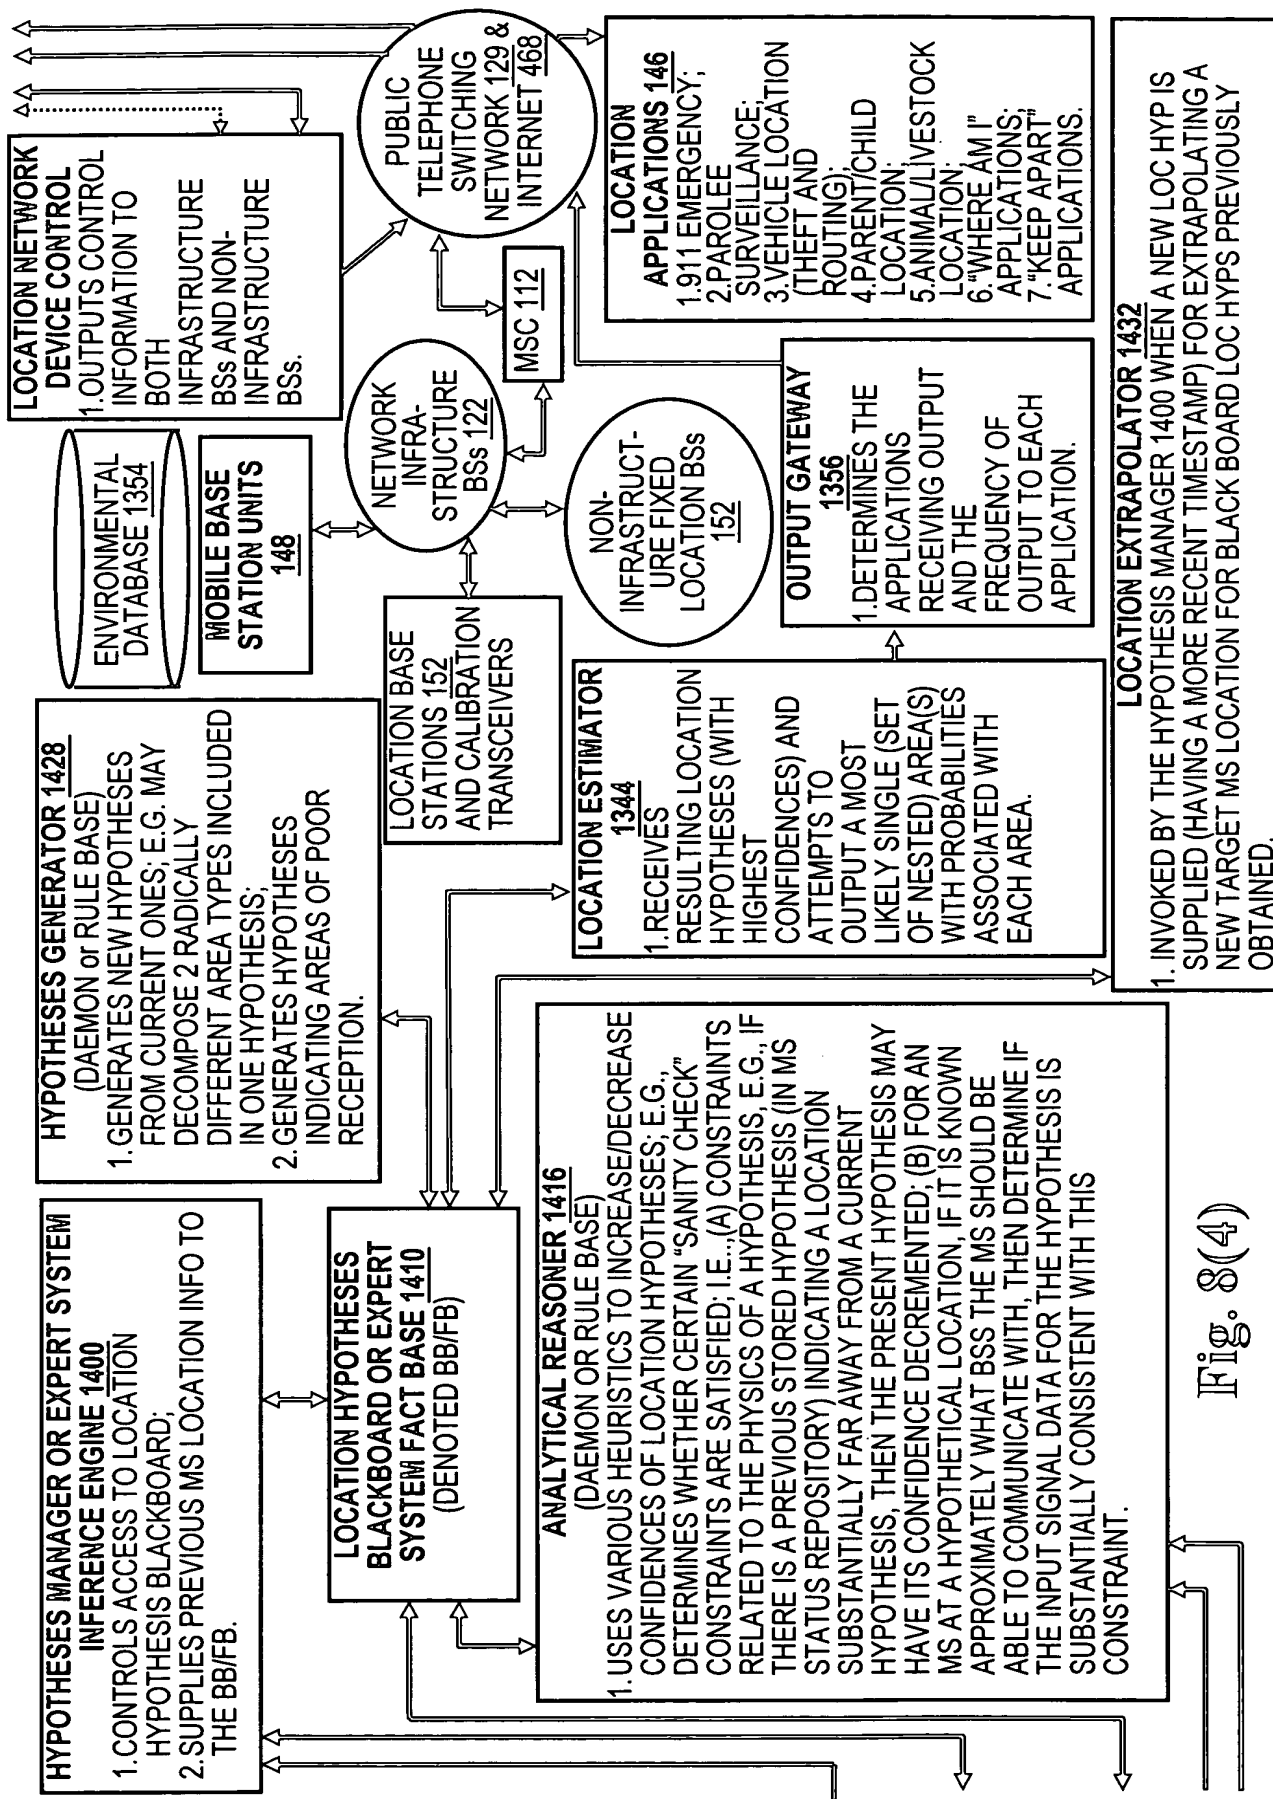 HYPOTHESES MANAGER OR EXPERT SYSTEM
INFERENCE ENGINE 1400
1. CONTROLS ACCESS TO LOCATION
HYPOTHESIS BLACKBOARD;
2. SUPPLIES PREVIOUS MS LOCATION INFO TO
THE BB/FB.
HYPOTHESES GENERATOR 1428
(DAEMON or RULE BASE)
1. GENERATES NEW HYPOTHESES
FROM CURRENT ONES; E.G. MAY
DECOMPOSE 2 RADICALLY
DIFFERENT AREA TYPES INCLUDED
IN ONE HYPOTHESIS;
2. GENERATES HYPOTHESES
INDICATING AREAS OF POOR
RECEPTION.
ENVIRONMENTAL
DATABASE 1354
MOBILE BASE
STATION UNITS
148
LOCATION NETWORK
DEVICE CONTROL
1. OUTPUTS CONTROL
INFORMATION TO
BOTH
INFRASTRUCTURE
BSs AND NON-
INFRASTRUCTURE
BSs.
LOCATION HYPOTHESES
BLACKBOARD OR EXPERT
SYSTEM FACT BASE 1410
(DENOTED BB/FB)
LOCATION BASE
STATIONS 152
AND CALIBRATION
TRANSCEIVERS
NETWORK
INFRA-
STRUCTURE
BSs 122
PUBLIC
TELEPHONE
SWITCHING
NETWORK 129 &
INTERNET 468
MSC 112
NON-
INFRASTRUCT-
URE FIXED
LOCATION BSs
152
ANALYTICAL REASONER 1416
(DAEMON OR RULE BASE)
1. USES VARIOUS HEURISTICS TO INCREASE/DECREASE
CONFIDENCES OF LOCATION HYPOTHESES; E.G.,
DETERMINES WHETHER CERTAIN “SANITY CHECK”
CONSTRAINTS ARE SATISFIED; I.E..,(A) CONSTRAINTS
RELATED TO THE PHYSICS OF A HYPOTHESIS, E.G., IF
THERE IS A PREVIOUS STORED HYPOTHESIS (IN MS
STATUS REPOSITORY) INDICATING A LOCATION
SUBSTANTIALLY FAR AWAY FROM A CURRENT
HYPOTHESIS, THEN THE PRESENT HYPOTHESIS MAY
HAVE ITS CONFIDENCE DECREMENTED; (B) FOR AN
MS AT A HYPOTHETICAL LOCATION, IF IT IS KNOWN
APPROXIMATELY WHAT BSS THE MS SHOULD BE
ABLE TO COMMUNICATE WITH, THEN DETERMINE IF
THE INPUT SIGNAL DATA FOR THE HYPOTHESIS IS
SUBSTANTIALLY CONSISTENT WITH THIS
CONSTRAINT.
LOCATION ESTIMATOR
1344
1. RECEIVES
RESULTING LOCATION
HYPOTHESES (WITH
HIGHEST
CONFIDENCES) AND
ATTEMPTS TO
OUTPUT A MOST
LIKELY SINGLE (SET
OF NESTED) AREA(S)
WITH PROBABILITIES
ASSOCIATED WITH
EACH AREA.
OUTPUT GATEWAY
1356
1. DETERMINES THE
APPLICATIONS
RECEIVING OUTPUT
AND THE
FREQUENCY OF
OUTPUT TO EACH
APPLICATION.
LOCATION
APPLICATIONS 146
1. 911 EMERGENCY;
2. PAROLEE
SURVEILLANCE;
3. VEHICLE LOCATION
(THEFT AND
ROUTING);
4. PARENT/CHILD
LOCATION;
5. ANIMAL/LIVESTOCK
LOCATION;
6. “WHERE AM I”
APPLICATIONS;
7. “KEEP APART”
APPLICATIONS.
LOCATION EXTRAPOLATOR 1432
1. INVOKED BY THE HYPOTHESIS MANAGER 1400 WHEN A NEW LOC HYP IS
SUPPLIED (HAVING A MORE RECENT TIMESTAMP) FOR EXTRAPOLATING A
NEW TARGET MS LOCATION FOR BLACK BOARD LOC HYPS PREVIOUSLY
OBTAINED.
Fig. 8(4)